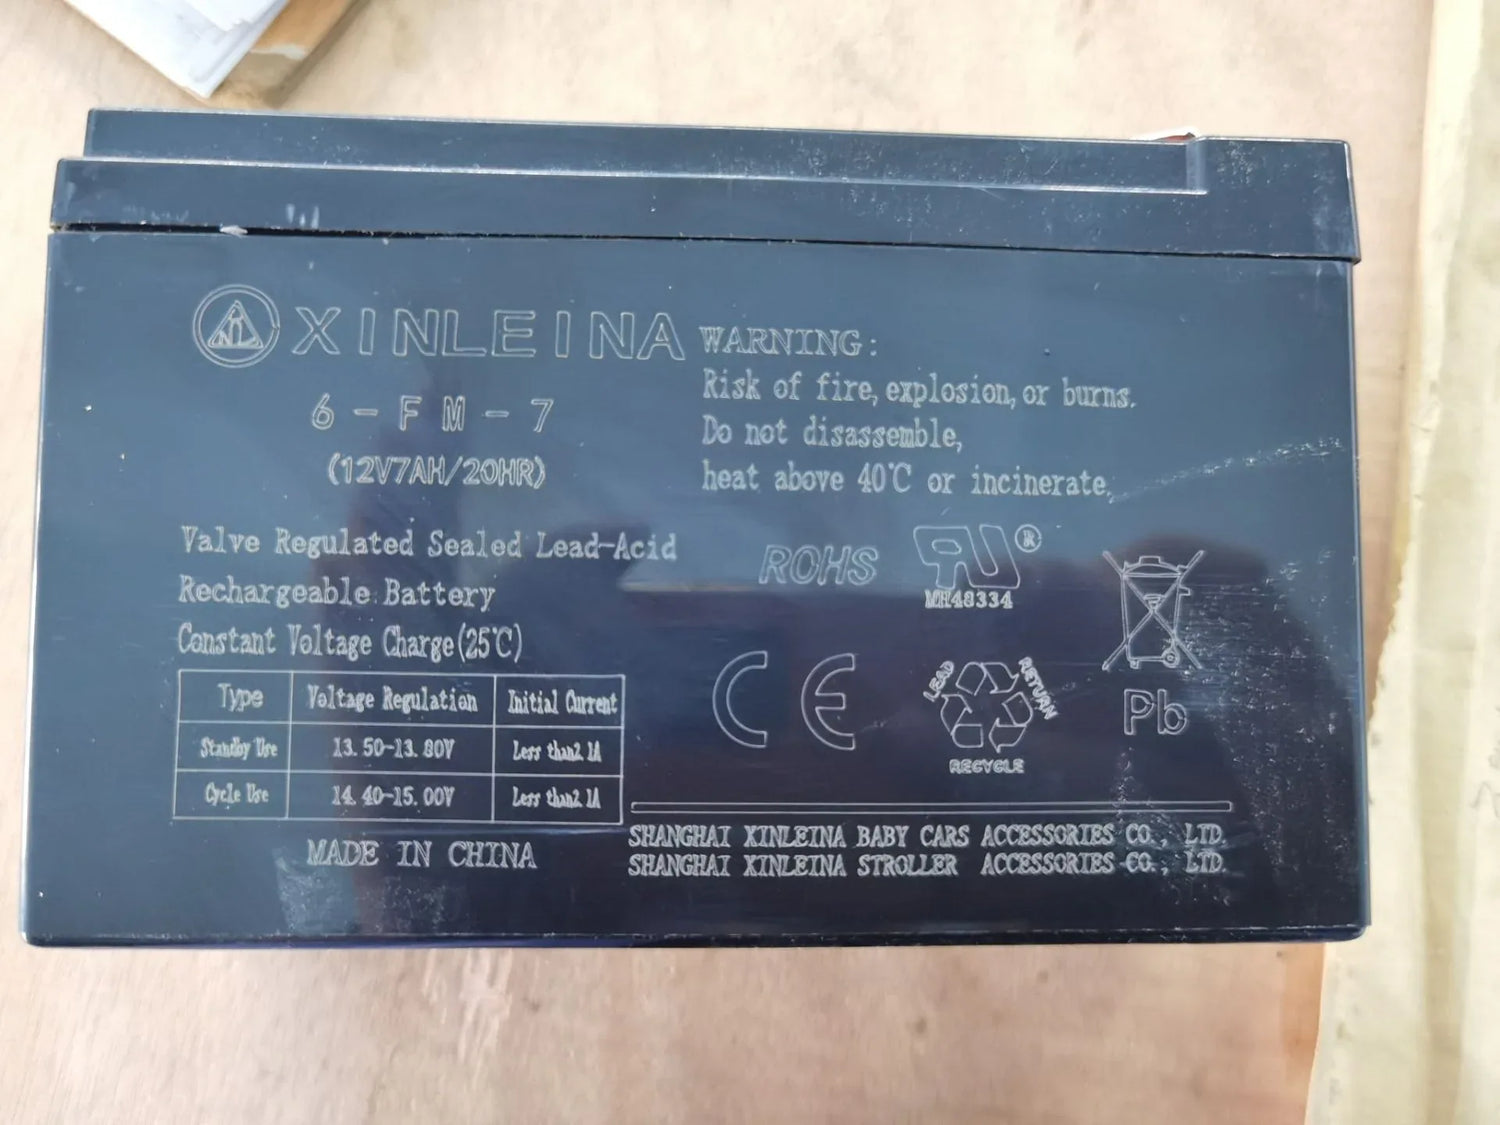 XINLEINA
6-FM-7
(12V7AH/20HR)
Valve Regulated Sealed Lead-Acid
Rechargeable Battery
Constant Voltage Charge(25℃)
Type Voltage Regulation Initial Current
Standby Use 13.50-13.80V Less than2.1A
Cycle Use 14.40-15.00V Less than2.1A
MADE IN CHINA
WARNING:
Risk of fire, explosion, or burns.
Do not disassemble,
heat above 40℃ or incinerate.
ROHS
®
MH48334
CE
LEAD
RETURN
RECYCLE
Pb
SHANGHAI XINLEINA BABY CARS ACCESSORIES CO., LTD.
SHANGHAI XINLEINA STROLLER ACCESSORIES CO., LTD.